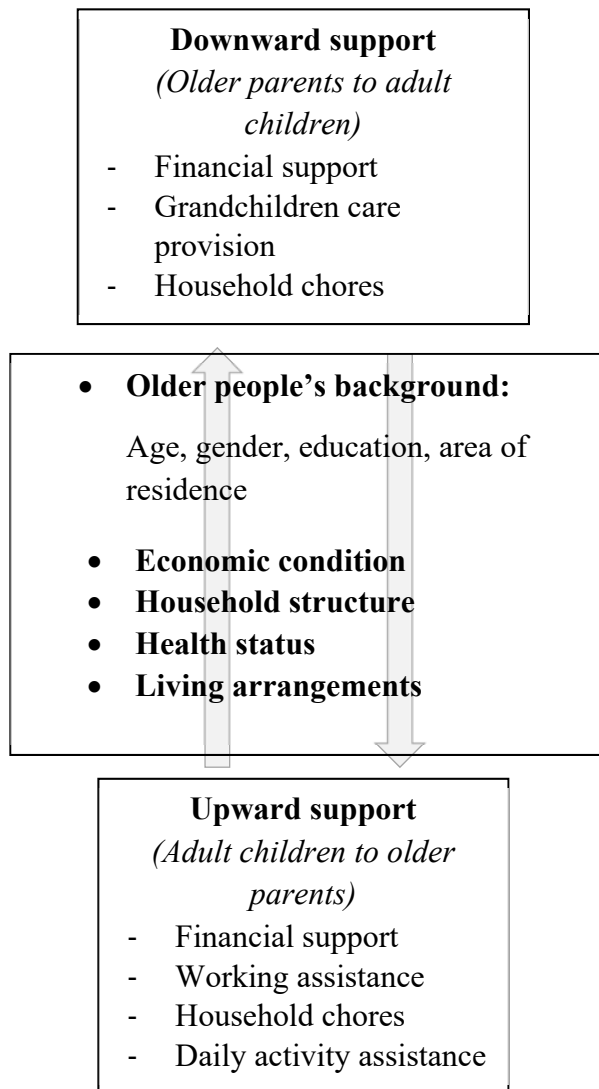 Downward support
(Older parents to adult
children)
- Financial support
- Grandchildren care
provision
- Household chores
• Older people’s background:
Age, gender, education, area of
residence
• Economic condition
• Household structure
• Health status
• Living arrangements
Upward support
(Adult children to older
parents)
- Financial support
- Working assistance
- Household chores
- Daily activity assistance